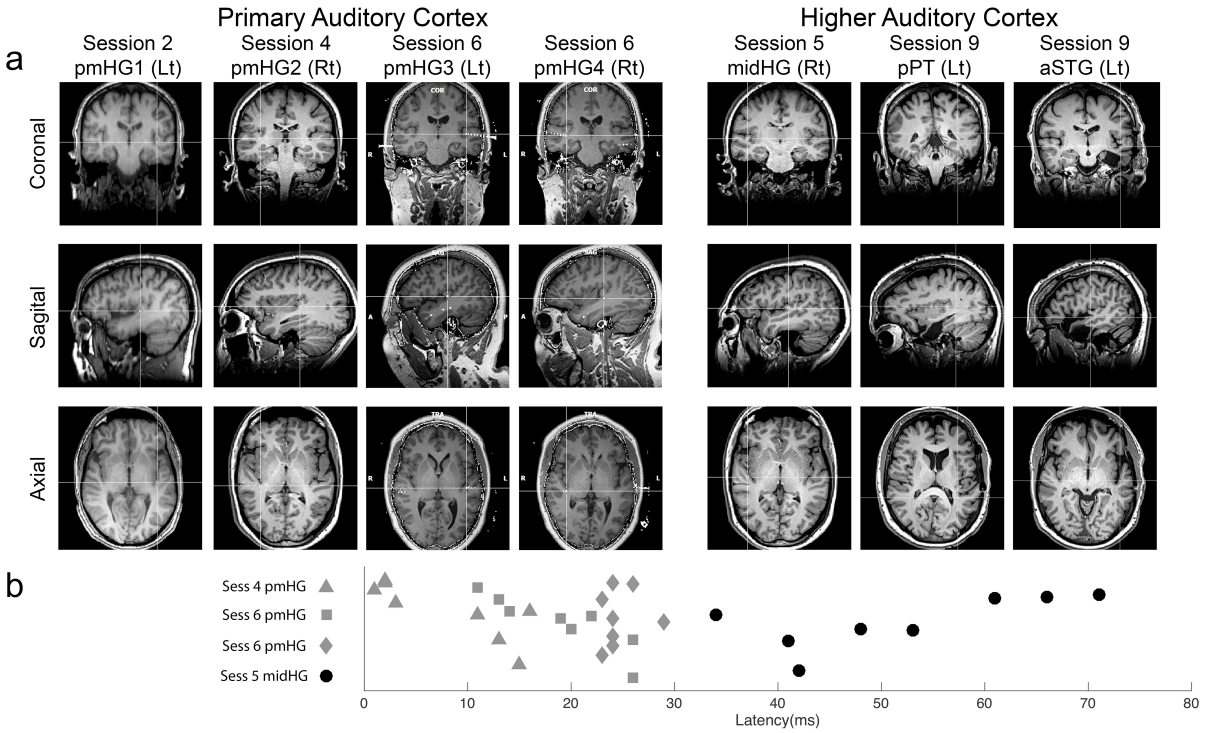 Primary Auditory Cortex
Higher Auditory Cortex
a
Session 2
pmHG1 (Lt)
Session 4
pmHG2 (Rt)
Session 6
pmHG3 (Lt)
Session 6
pmHG4 (Rt)
Session 5
midHG (Rt)
Session 9
pPT (Lt)
Session 9
aSTG (Lt)
Coronal
COR
R
L
COR
R
L
Sagital
SAG
A
P
SAG
A
Axial
TRA
R
L
TRA
R
L
b
Sess 4 pmHG
Sess 6 pmHG
Sess 6 pmHG
Sess 5 midHG
0 10 20 30 40 50 60 70 80
Latency(ms)